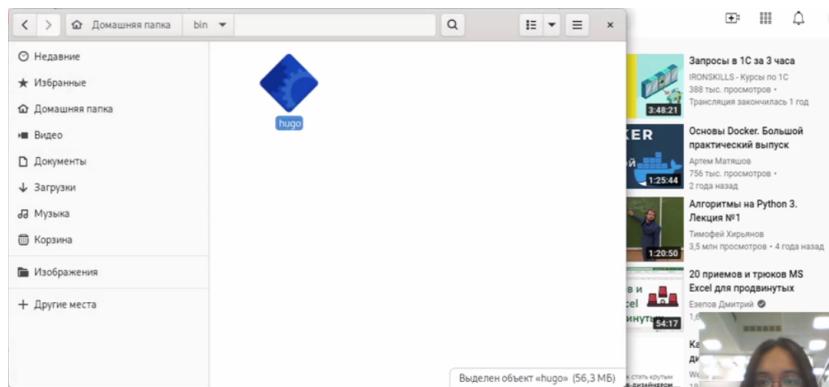 Домашняя папка bin
Недавние
Избранные
Домашняя папка
Видео
Документы
Загрузки
Музыка
Корзина
Изображения
Другие места
hugo
Выделен объект «hugo» (56,3 МБ)
3:48:21
Запросы в 1С за 3 часа
IRONSKILLS - Курсы по 1С
388 тыс. просмотров •
Трансляция закончилась 1 год
ER
1:25:44
Основы Docker. Большой
практический выпуск
Артем Матяшов
756 тыс. просмотров •
2 года назад
1:20:50
Алгоритмы на Python 3.
Лекция №1
Тимофей Хирьянов
3,5 млн просмотров • 4 года назад
54:17
20 приемов и трюков MS
Excel для продвинутых
Езепов Дмитрий